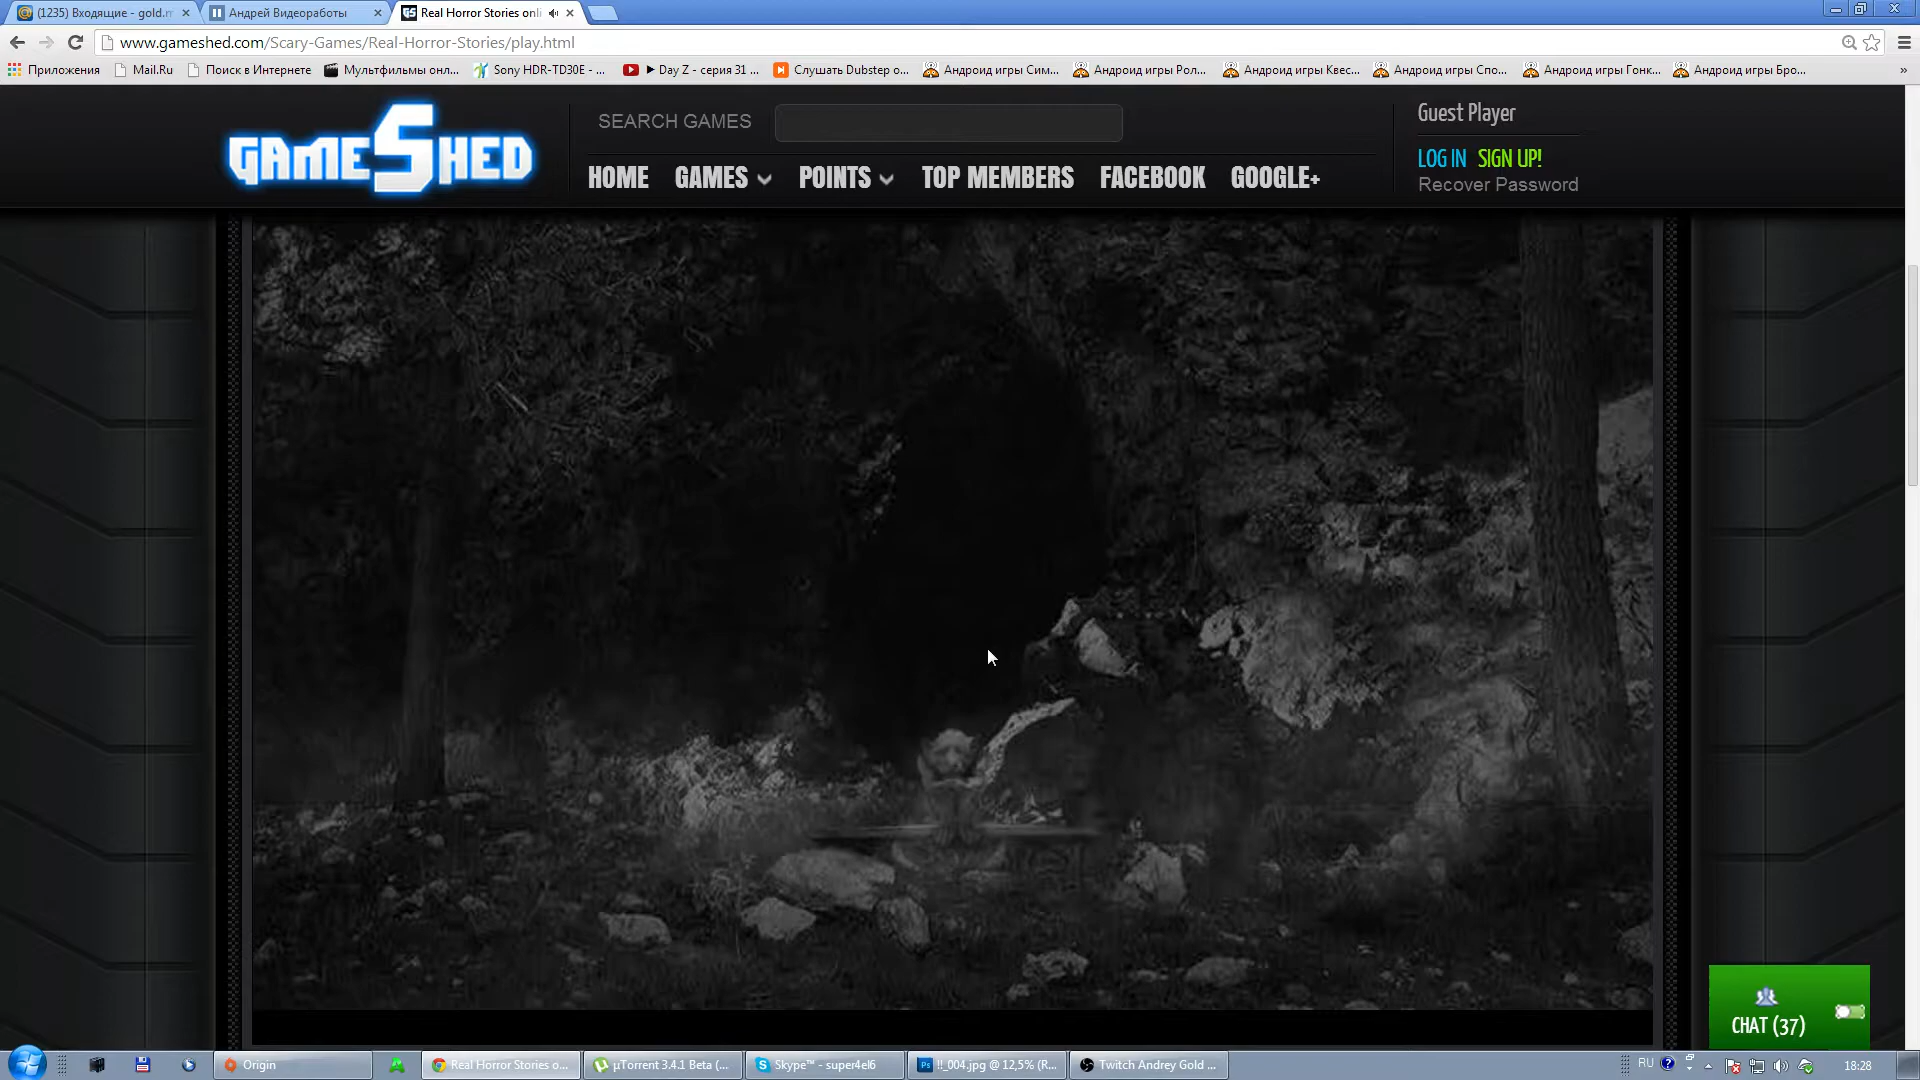 (1235) Входящие - gold.m
Андрей Видеоработы
Real Horror Stories onli
www.gameshed.com/Scary-Games/Real-Horror-Stories/play.html
Приложения
Mail.Ru
Поиск в Интернете
Мультфильмы онл...
Sony HDR-TD30E - ...
► Day Z - серия 31 ...
Слушать Dubstep о...
Андроид игры Сим...
Андроид игры Рол...
Андроид игры Квес...
Андроид игры Спо...
Андроид игры Гонк...
Андроид игры Бро...
»
GAMESHED
SEARCH GAMES
Guest Player
LOG IN SIGN UP!
Recover Password
HOME GAMES POINTS TOP MEMBERS FACEBOOK GOOGLE+
CHAT (37)
Origin
Real Horror Stories o...
µTorrent 3.4.1 Beta (...
Skype™ - super4el6
!!_004.jpg @ 12,5% (R...
Twitch Andrey Gold ...
RU
18:28